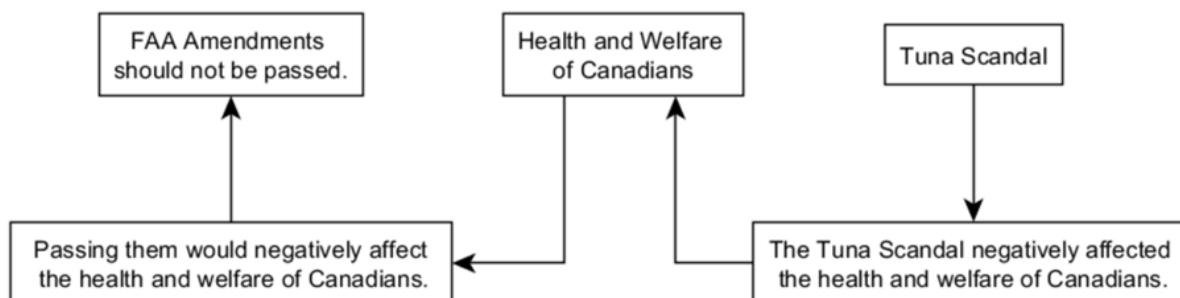 FAA Amendments
should not be passed.
Health and Welfare
of Canadians
Tuna Scandal
Passing them would negatively affect
the health and welfare of Canadians.
The Tuna Scandal negatively affected
the health and welfare of Canadians.